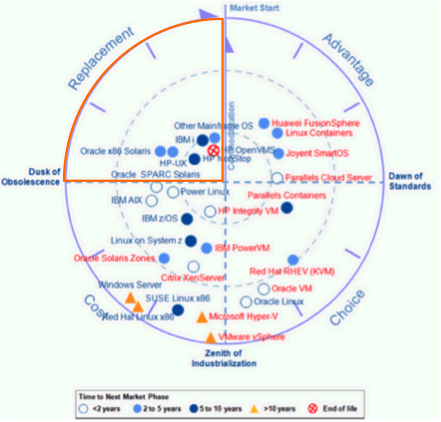 Market Start
Replacement
Advantage
Huawei FusionSphere
Other Mainframe OS
Linux Containers
IBM i
HP OpenVMS
Oracle x86 Solaris
Joyent SmartOS
HP-UX
HP NonStop
Dusk of
Obsolescence
Oracle SPARC Solaris
Parallels Cloud Server
Dawn of
Standards
Power Linux
Parallels Containers
IBM AIX
HP Integrity VM
IBM z/OS
Linux on System z
IBM PowerVM
Oracle Solaris Zones
Citrix XenServer
Red Hat RHEV (KVM)
Windows Server
Oracle VM
SUSE Linux x86
Oracle Linux
Cost
Choice
Red Hat Linux x86
Microsoft Hyper-V
VMware vSphere
Zenith of
Industrialization
Time to Next Market Phase
<2 years 2 to 5 years 5 to 10 years >10 years End of life